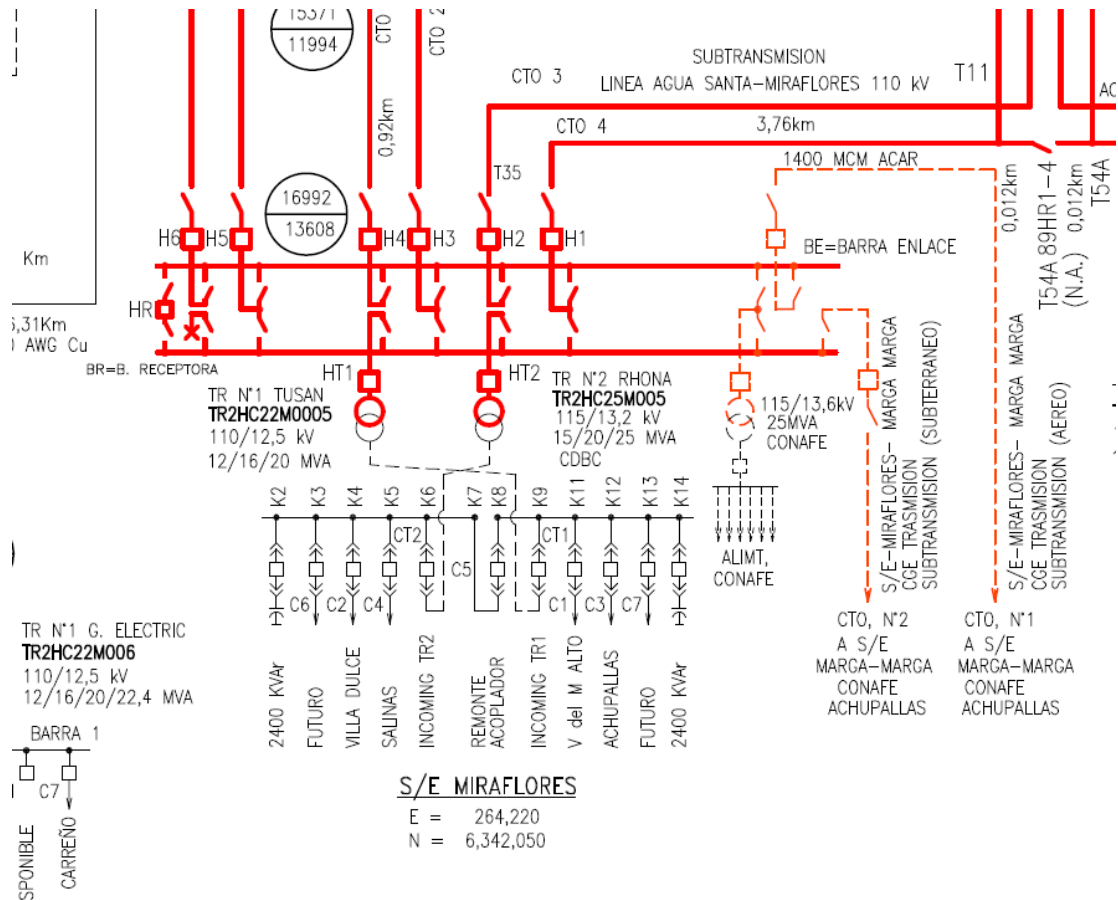 15371
11994
CTO
CTO 2
0,92km
16992
13608
CTO 3
SUBTRANSMISION
LINEA AGUA SANTA-MIRAFLORES 110 kV
T11
CTO 4
3,76km
T35
1400 MCM ACAR
0,012km
T54A 89HR1-4
(N.A.)
0,012km
T54A
H6
H5
H4
H3
H2
H1
BE=BARRA ENLACE
Km
HR
6,31Km
AWG Cu
BR=B. RECEPTORA
HT1
HT2
TR N°1 TUSAN
TR2HC22M0005
110/12,5 kV
12/16/20 MVA
TR N°2 RHONA
TR2HC25M005
115/13,2 kV
15/20/25 MVA
CDBC
115/13,6kV
25MVA
CONAFE
S/E-MIRAFLORES- MARGA MARGA
CGE TRASMISION
SUBTRANSMISION (SUBTERRANEO)
S/E-MIRAFLORES- MARGA MARGA
CGE TRASMISION
SUBTRANSMISION (AEREO)
K2
K3
K4
K5
K6
K7
K8
K9
K11
K12
K13
K14
CT2
CT1
C5
C6
C2
C4
C1
C3
C7
ALIMT,
CONAFE
2400 KVAr
FUTURO
VILLA DULCE
SALINAS
INCOMING TR2
REMONTE
ACOPLADOR
INCOMING TR1
V del M ALTO
ACHUPALLAS
FUTURO
2400 KVAr
CTO, N°2
A S/E
MARGA-MARGA
CONAFE
ACHUPALLAS
CTO, N°1
A S/E
MARGA-MARGA
CONAFE
ACHUPALLAS
TR N°1 G. ELECTRIC
TR2HC22M006
110/12,5 kV
12/16/20/22,4 MVA
BARRA 1
C7
SPONIBLE
CARREÑO
S/E MIRAFLORES
E = 264,220
N = 6,342,050